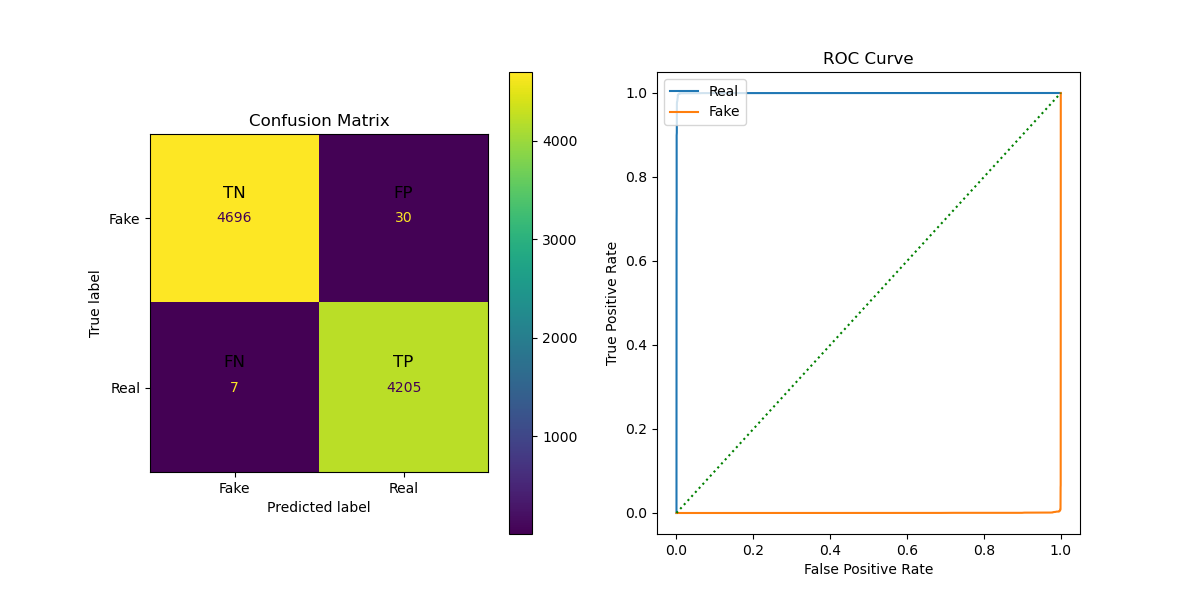 Confusion Matrix
TN
4696
FP
30
FN
7
TP
4205
Fake
Real
True label
Fake
Real
Predicted label
4000
3000
2000
1000
ROC Curve
Real
Fake
1.0
0.8
0.6
0.4
0.2
0.0
True Positive Rate
0.0
0.2
0.4
0.6
0.8
1.0
False Positive Rate